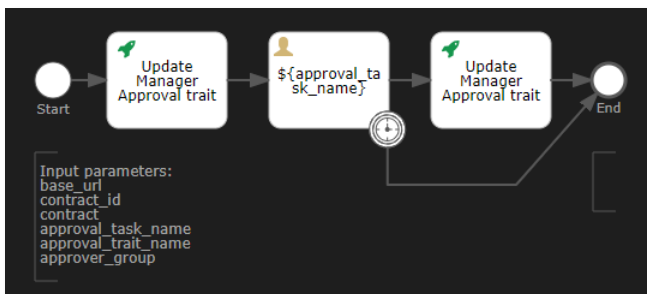 Update
Manager
Approval trait
${approval_ta
sk_name}
Update
Manager
Approval trait
Start
End
Input parameters:
base_url
contract_id
contract
approval_task_name
approval_trait_name
approver_group